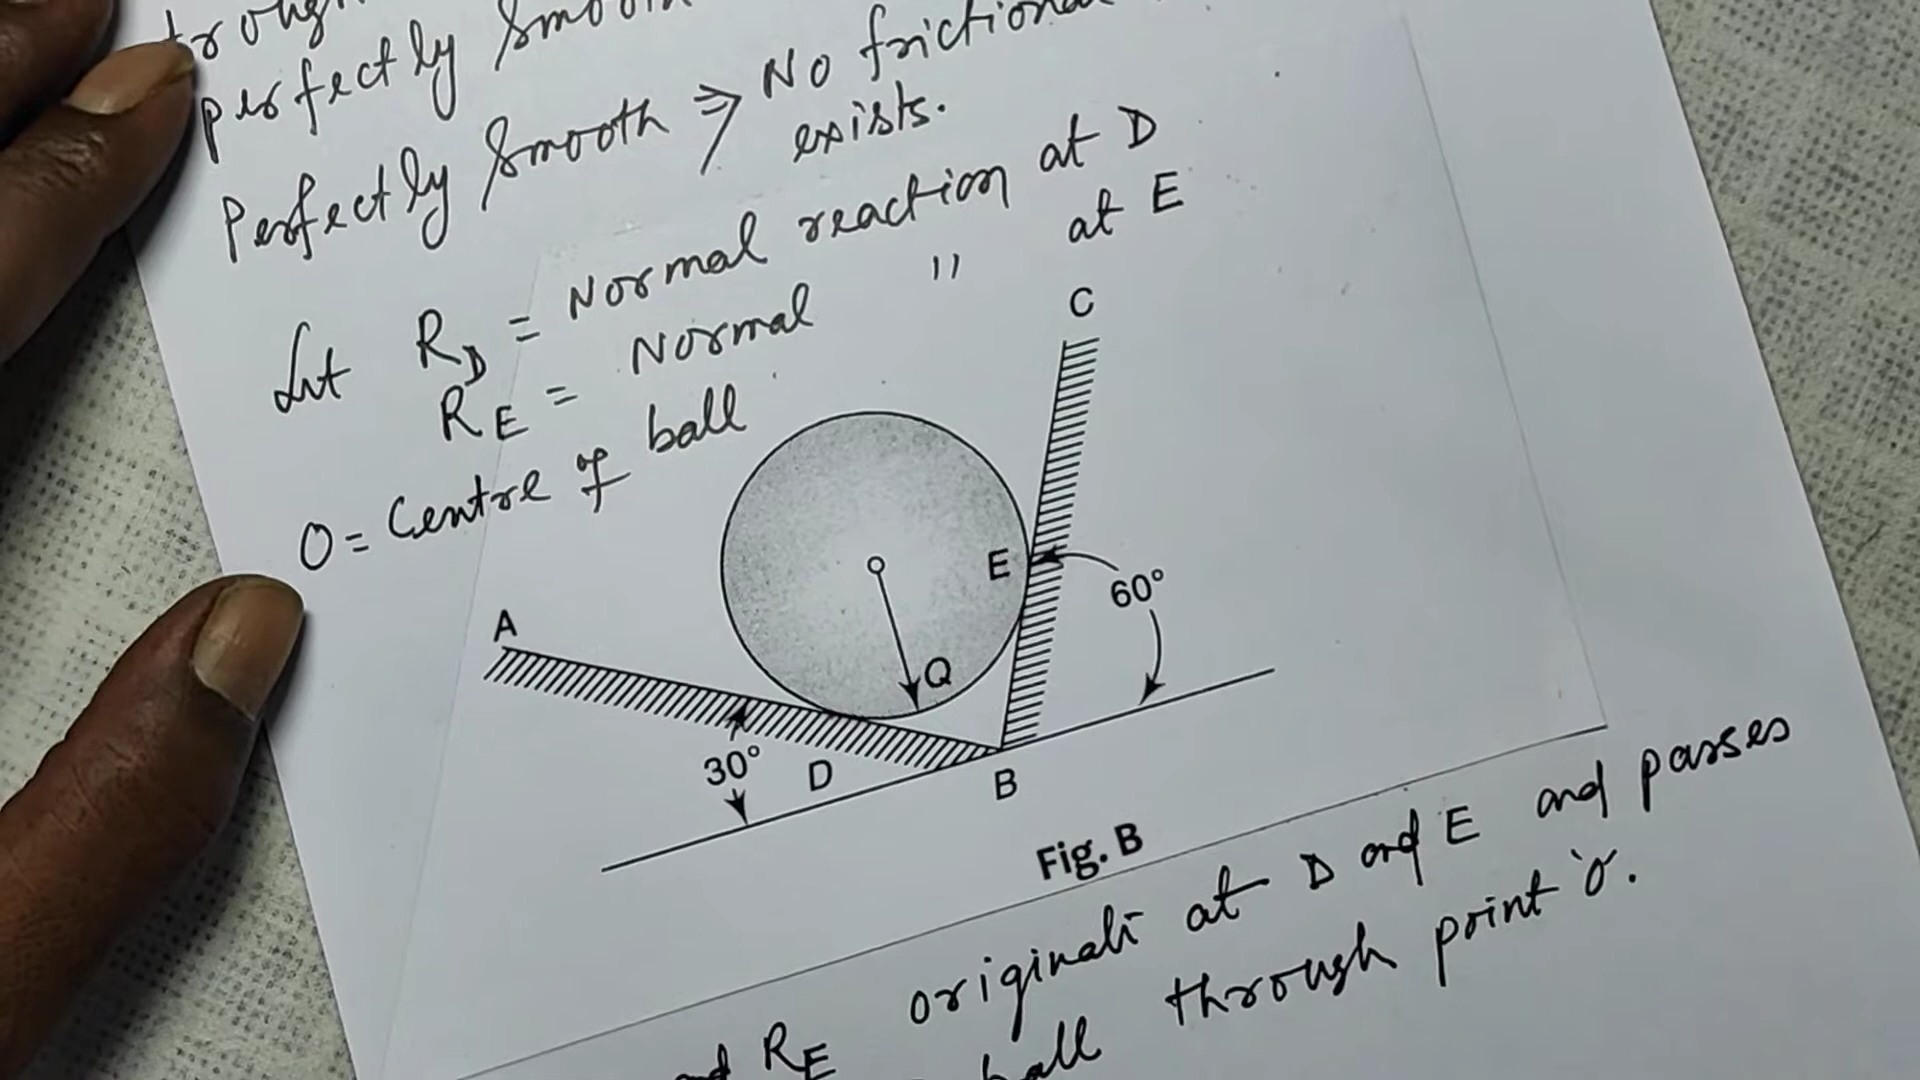 perfectly smooth
Perfectly smooth ⇒ No frictional
exists.
Let R_D = Normal reaction at D
R_E = Normal " at E
O = Centre of ball
C
E
60°
A
Q
30°
D
B
Fig. B
originate at D and E and passes
and R_E ball through point 'O'.